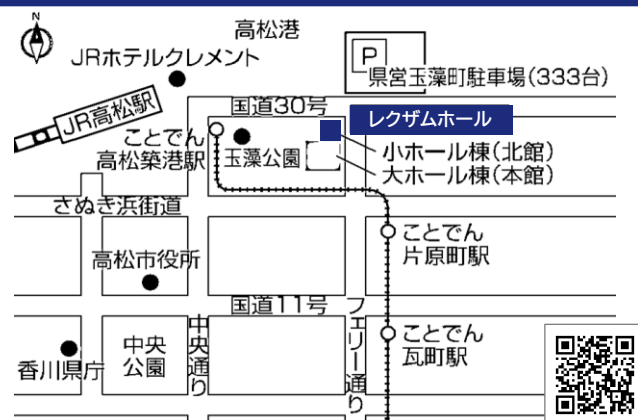 N
高松港
JRホテルクレメント
P
県営玉藻町駐車場(333台)
JR高松駅
国道30号
レクザムホール
ことでん
高松築港駅
玉藻公園
小ホール棟(北館)
大ホール棟(本館)
さぬき浜街道
ことでん
片原町駅
高松市役所
国道11号
中央通り
フェリー通り
ことでん
瓦町駅
香川県庁
中央
公園